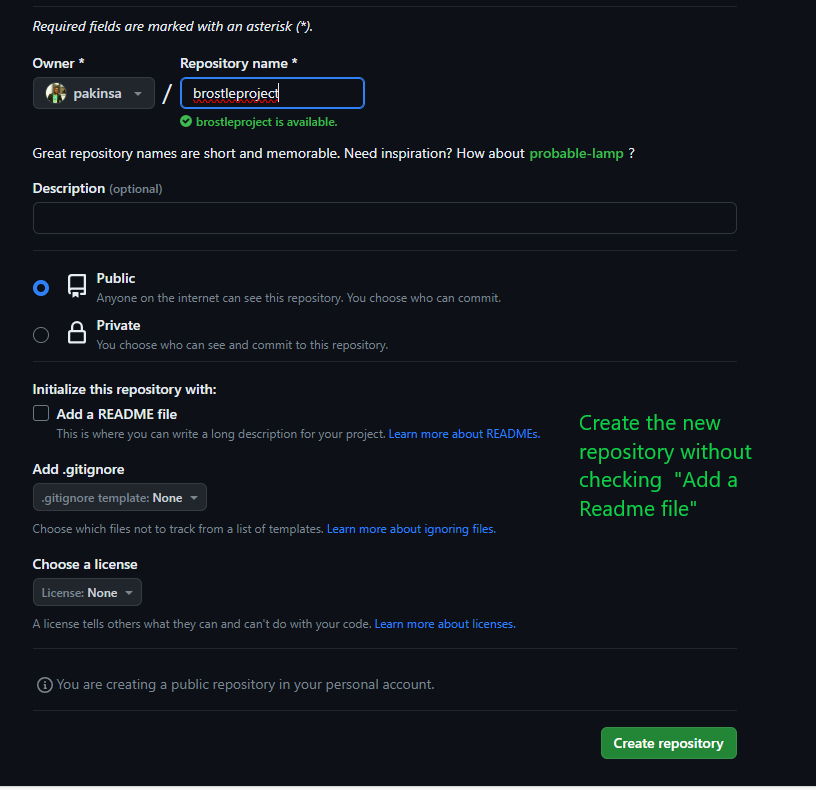 Required fields are marked with an asterisk (*).
Owner * Repository name *
pakinsa / brostleproject
brostleproject is available.
Great repository names are short and memorable. Need inspiration? How about probable-lamp ?
Description (optional)
Public
Anyone on the internet can see this repository. You choose who can commit.
Private
You choose who can see and commit to this repository.
Initialize this repository with:
Add a README file
This is where you can write a long description for your project. Learn more about READMEs.
Add .gitignore
.gitignore template: None
Choose which files not to track from a list of templates. Learn more about ignoring files.
Choose a license
License: None
A license tells others what they can and can't do with your code. Learn more about licenses.
Create the new
repository without
checking "Add a
Readme file"
You are creating a public repository in your personal account.
Create repository